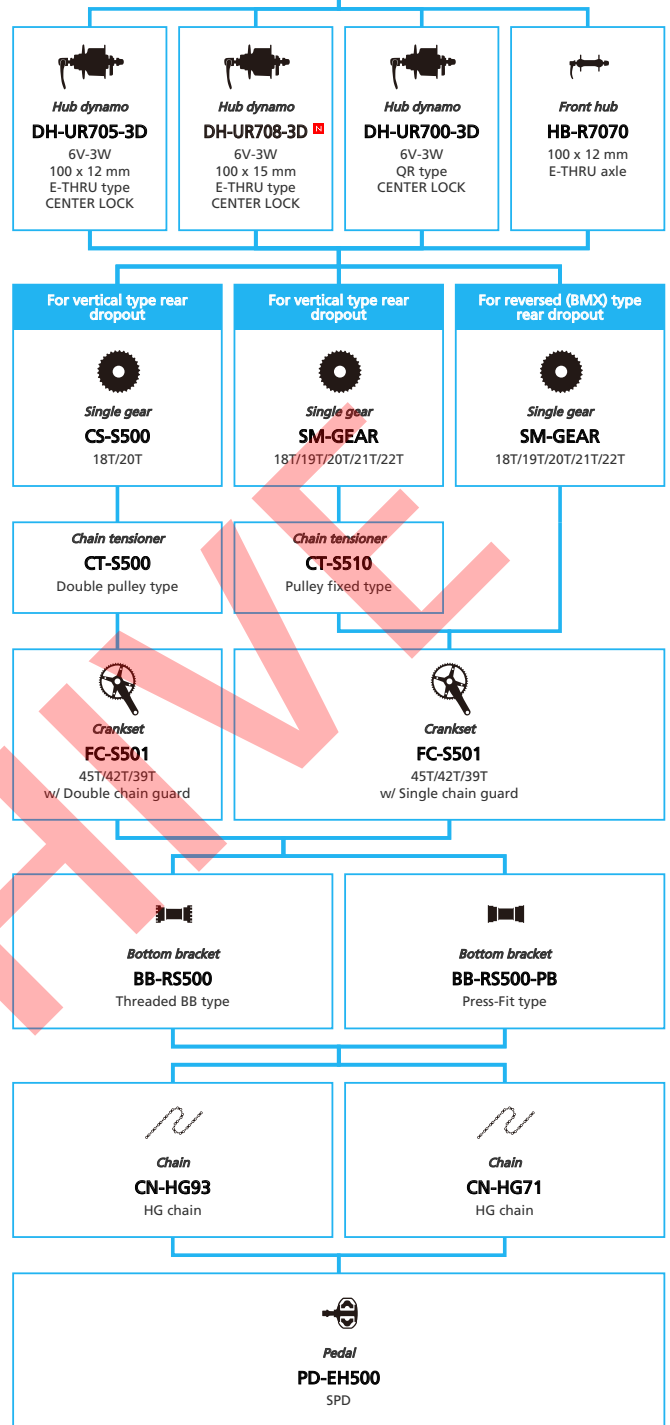 Hub dynamo
DH-UR705-3D
6V-3W
100 x 12 mm
E-THRU type
CENTER LOCK
Hub dynamo
DH-UR708-3D N
6V-3W
100 x 15 mm
E-THRU type
CENTER LOCK
Hub dynamo
DH-UR700-3D
6V-3W
QR type
CENTER LOCK
Front hub
HB-R7070
100 x 12 mm
E-THRU axle
For vertical type rear
dropout
Single gear
CS-S500
18T/20T
For vertical type rear
dropout
Single gear
SM-GEAR
18T/19T/20T/21T/22T
For reversed (BMX) type
rear dropout
Single gear
SM-GEAR
18T/19T/20T/21T/22T
Chain tensioner
CT-S500
Double pulley type
Chain tensioner
CT-S510
Pulley fixed type
Crankset
FC-S501
45T/42T/39T
w/ Double chain guard
Crankset
FC-S501
45T/42T/39T
w/ Single chain guard
Bottom bracket
BB-RS500
Threaded BB type
Bottom bracket
BB-RS500-PB
Press-Fit type
Chain
CN-HG93
HG chain
Chain
CN-HG71
HG chain
Pedal
PD-EH500
SPD
HIVE